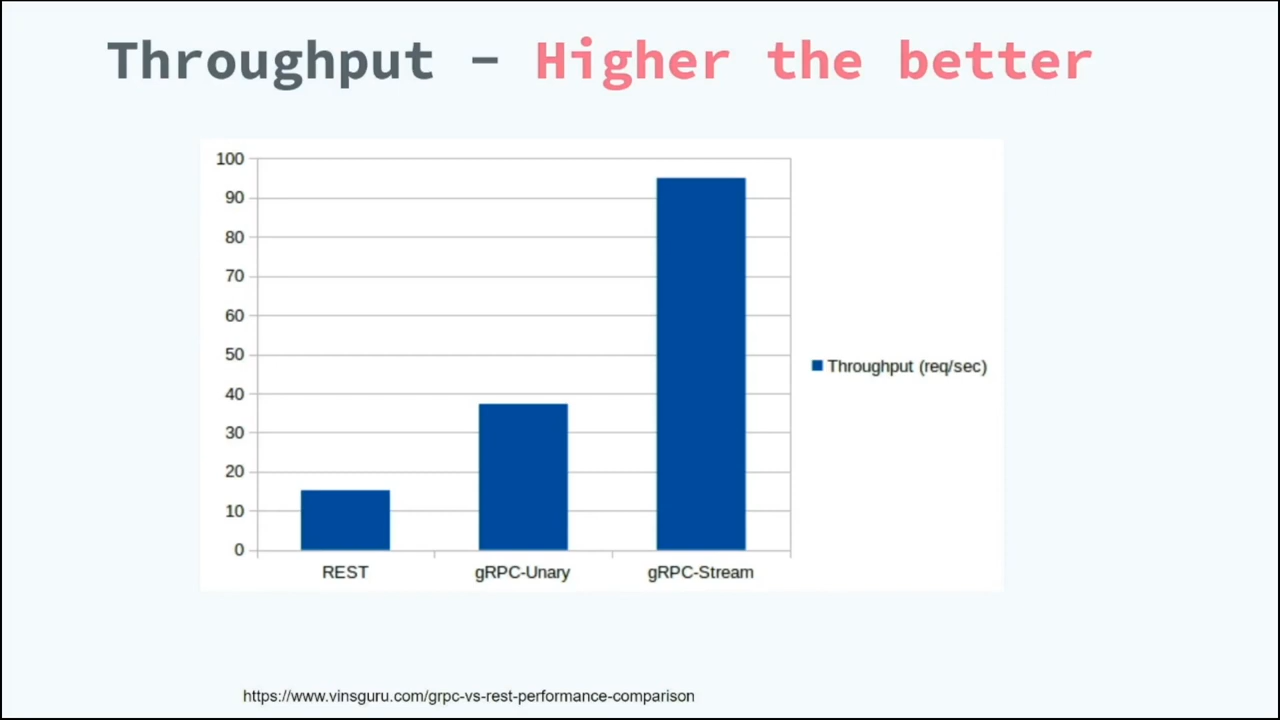 Throughput - Higher the better
100
90
80
70
60
50
40
30
20
10
0
REST gRPC-Unary gRPC-Stream
Throughput (req/sec)
https://www.vinsguru.com/grpc-vs-rest-performance-comparison